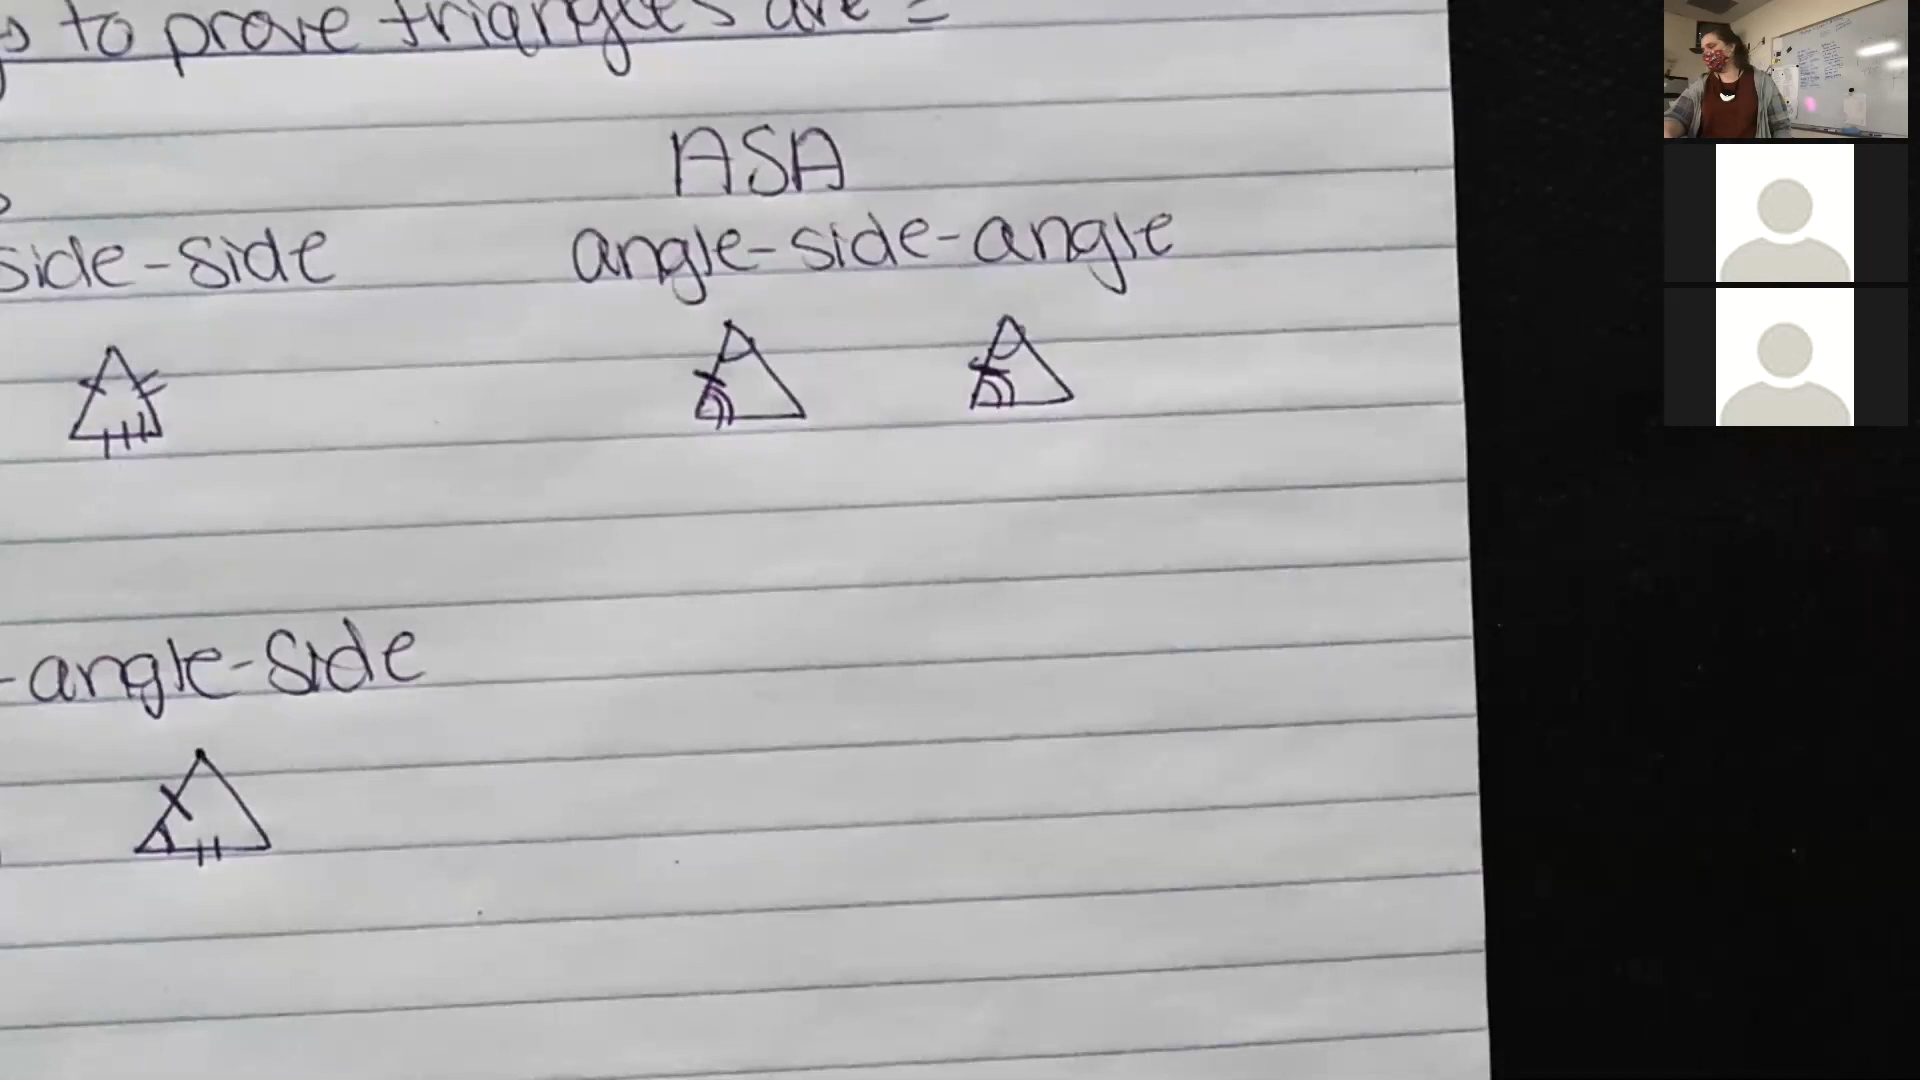 to prove triangles are ≅
ASA
side-side
angle-side-angle
-angle-side